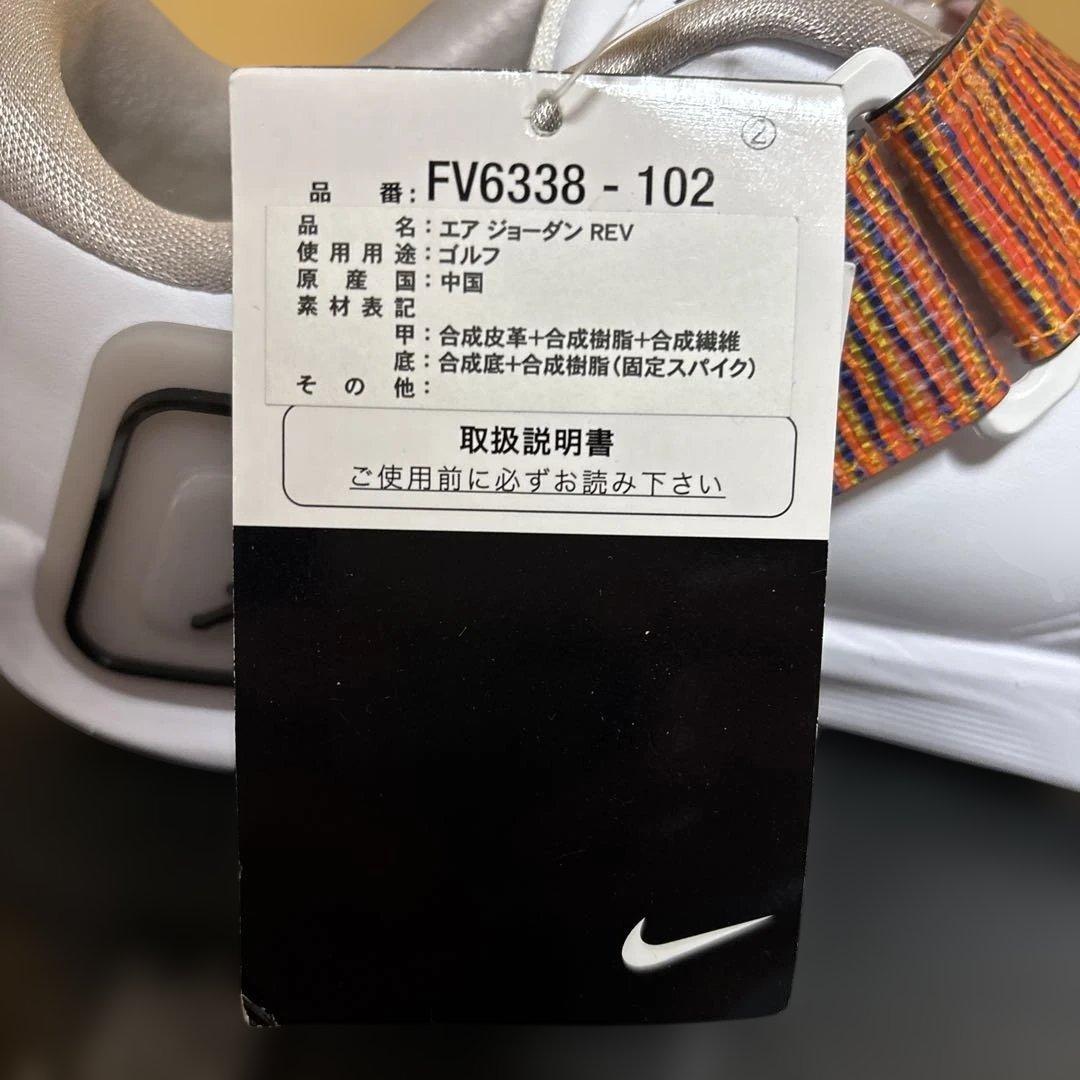 ②
品 番: FV6338 - 102
品 名：エア ジョーダン REV
使用用途：ゴルフ
原産国：中国
素材表記
甲：合成皮革+合成樹脂+合成繊維
底：合成底+合成樹脂（固定スパイク）
その他：
取扱説明書
ご使用前に必ずお読み下さい